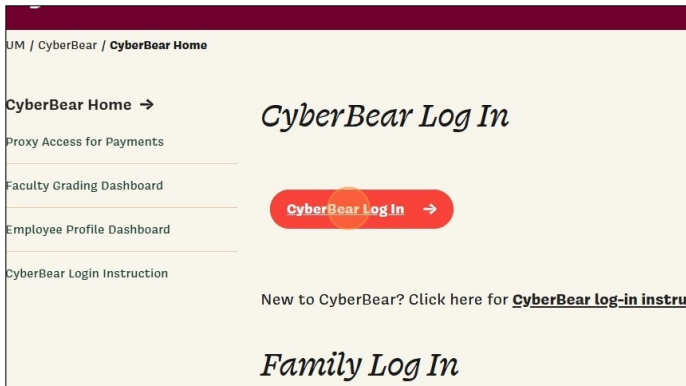 UM / CyberBear / CyberBear Home
CyberBear Home →
Proxy Access for Payments
Faculty Grading Dashboard
Employee Profile Dashboard
CyberBear Login Instruction
CyberBear Log In
CyberBear Log In →
New to CyberBear? Click here for CyberBear log-in instru
Family Log In